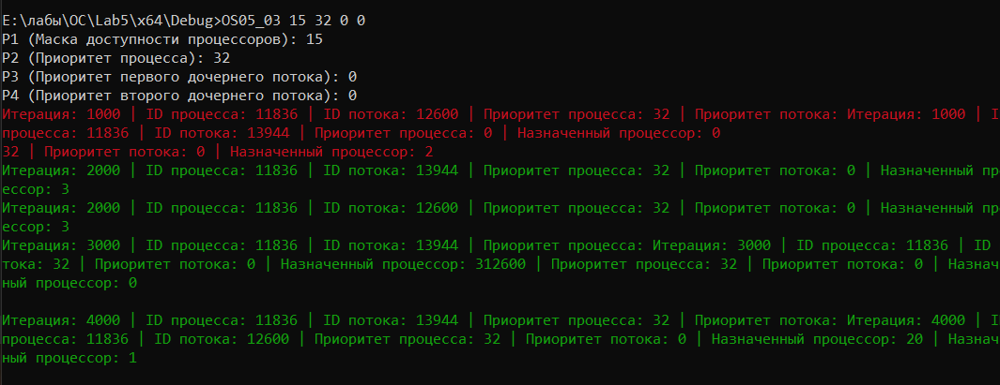 E:\лабы\ОС\Lab5\x64\Debug>OS05_03 15 32 0 0
P1 (Маска доступности процессоров): 15
P2 (Приоритет процесса): 32
P3 (Приоритет первого дочернего потока): 0
P4 (Приоритет второго дочернего потока): 0
Итерация: 1000 | ID процесса: 11836 | ID потока: 12600 | Приоритет процесса: 32 | Приоритет потока: Итерация: 1000 | I
процесса: 11836 | ID потока: 13944 | Приоритет процесса: 0 | Назначенный процессор: 0
32 | Приоритет потока: 0 | Назначенный процессор: 2
Итерация: 2000 | ID процесса: 11836 | ID потока: 13944 | Приоритет процесса: 32 | Приоритет потока: 0 | Назначенный пр
ессор: 3
Итерация: 2000 | ID процесса: 11836 | ID потока: 12600 | Приоритет процесса: 32 | Приоритет потока: 0 | Назначенный пр
ессор: 3
Итерация: 3000 | ID процесса: 11836 | ID потока: 13944 | Приоритет процесса: Итерация: 3000 | ID процесса: 11836 | ID
тока: 32 | Приоритет потока: 0 | Назначенный процессор: 312600 | Приоритет процесса: 32 | Приоритет потока: 0 | Назнач
ный процессор: 0
Итерация: 4000 | ID процесса: 11836 | ID потока: 13944 | Приоритет процесса: 32 | Приоритет потока: Итерация: 4000 | I
процесса: 11836 | ID потока: 12600 | Приоритет процесса: 32 | Приоритет потока: 0 | Назначенный процессор: 20 | Назнач
ный процессор: 1